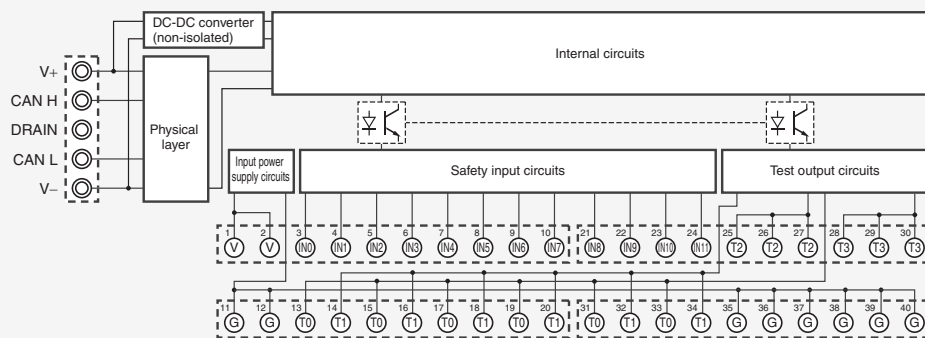 DC-DC converter
(non-isolated)
Internal circuits
V+
CAN H
DRAIN
CAN L
V–
Physical
layer
Input power
supply circuits
Safety input circuits
Test output circuits
1 2 3 4 5 6 7 8 9 10 21 22 23 24 25 26 27 28 29 30
V V IN0 IN1 IN2 IN3 IN4 IN5 IN6 IN7 IN8 IN9 IN10 IN11 T2 T2 T2 T3 T3 T3
11 12 13 14 15 16 17 18 19 20 31 32 33 34 35 36 37 38 39 40
G G T0 T1 T0 T1 T0 T1 T0 T1 T0 T1 T0 T1 G G G G G G